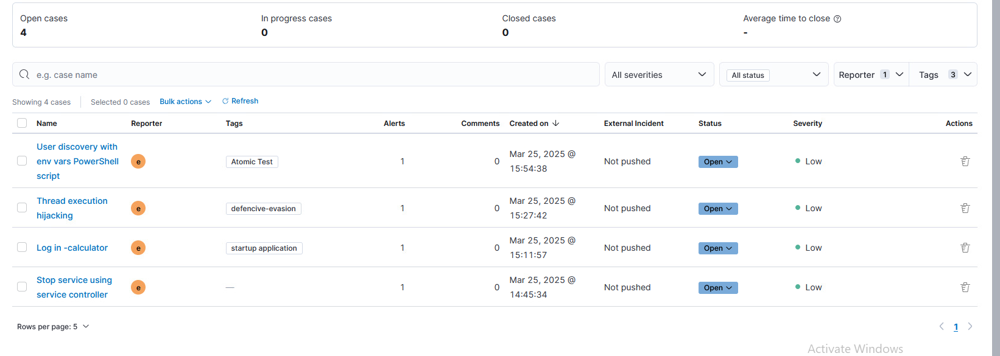 Open cases
4
In progress cases
0
Closed cases
0
Average time to close
-
e.g. case name
All severities
All status
Reporter 1
Tags 3
Showing 4 cases
Selected 0 cases
Bulk actions
Refresh
Name Reporter Tags Alerts Comments Created on External Incident Status Severity Actions
User discovery with
env vars PowerShell
script
e
Atomic Test
1
0
Mar 25, 2025 @
15:54:38
Not pushed
Open
Low
Thread execution
hijacking
e
defencive-evasion
1
0
Mar 25, 2025 @
15:27:42
Not pushed
Open
Low
Log in -calculator
e
startup application
1
0
Mar 25, 2025 @
15:11:57
Not pushed
Open
Low
Stop service using
service controller
e
—
1
0
Mar 25, 2025 @
14:45:34
Not pushed
Open
Low
Rows per page: 5
1
Activate Windows